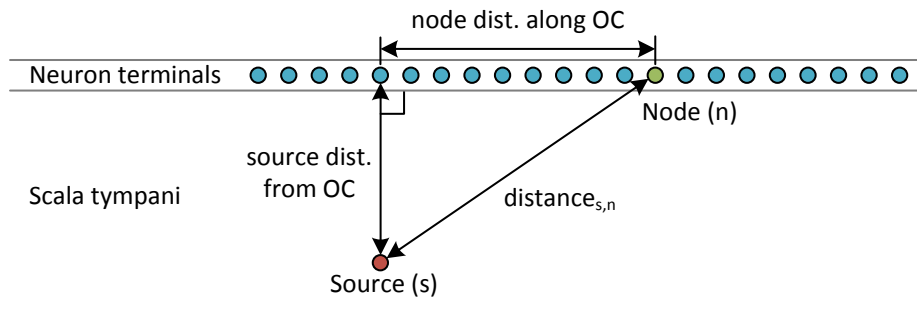 node dist. along OC
Neuron terminals
Node (n)
source dist.
from OC
Scala tympani
distances,n
Source (s)